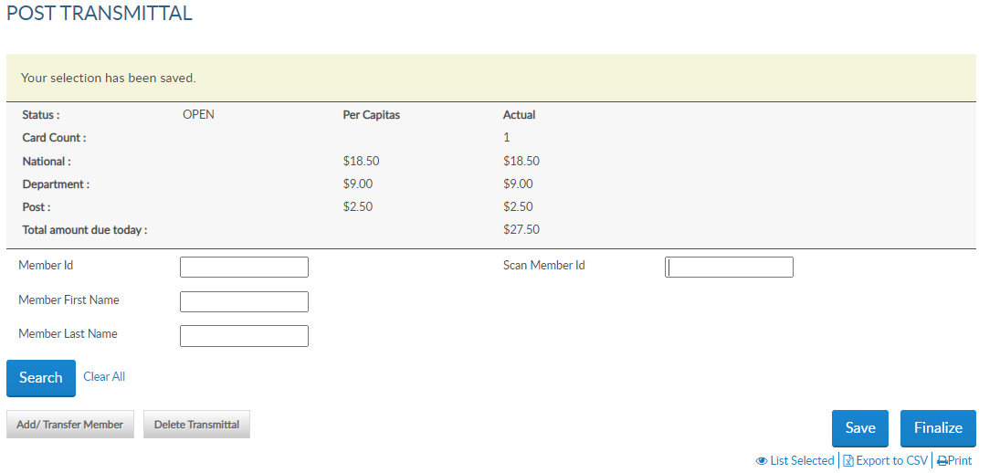 POST TRANSMITTAL
Your selection has been saved.
Status : OPEN Per Capitas Actual
Card Count : 1
National : $18.50 $18.50
Department : $9.00 $9.00
Post : $2.50 $2.50
Total amount due today : $27.50
Member Id Scan Member Id
Member First Name
Member Last Name
Search Clear All
Add/ Transfer Member Delete Transmittal Save Finalize
List Selected Export to CSV Print